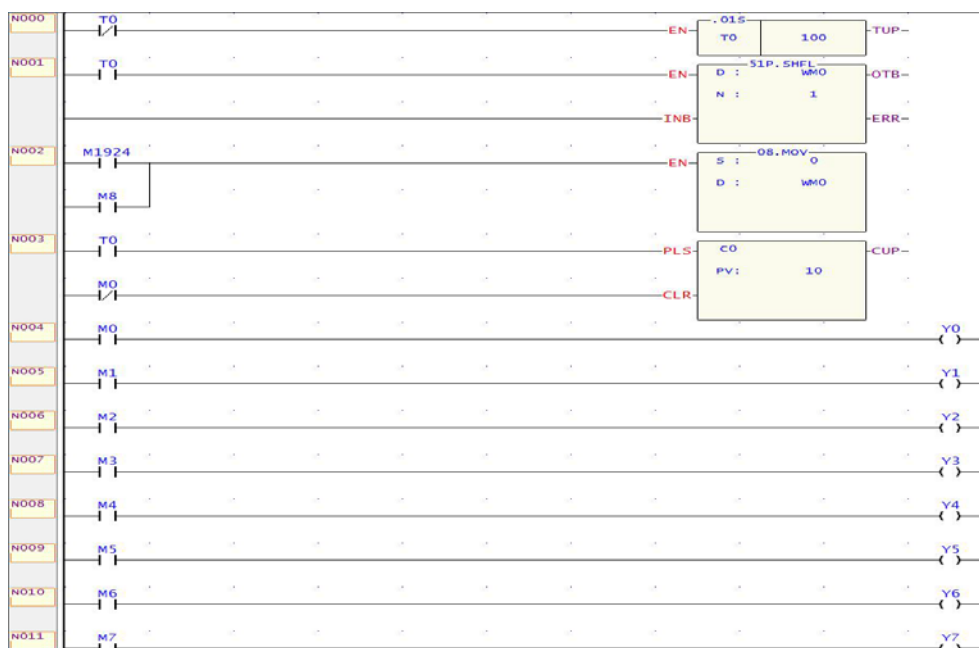 N000 T0 .01S
EN T0 100 TUP
N001 T0 51P.SHFL
EN D : WM0 OTB
N : 1
INB ERR
N002 M1924 08.MOV
EN S : 0
M8 D : WM0
N003 T0 PLS C0 CUP
PV: 10
M0 CLR
N004 M0 Y0
N005 M1 Y1
N006 M2 Y2
N007 M3 Y3
N008 M4 Y4
N009 M5 Y5
N010 M6 Y6
N011 M7 Y7